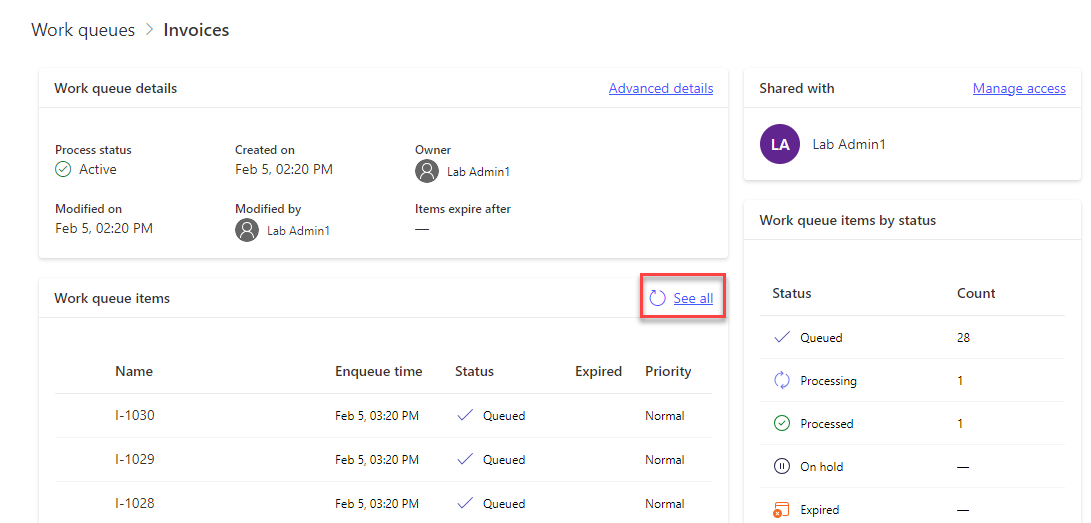 Work queues > Invoices
Work queue details
Advanced details
Process status
Active
Created on
Feb 5, 02:20 PM
Owner
Lab Admin1
Modified on
Feb 5, 02:20 PM
Modified by
Lab Admin1
Items expire after
—
Work queue items
See all
Name Enqueue time Status Expired Priority
I-1030 Feb 5, 03:20 PM Queued Normal
I-1029 Feb 5, 03:20 PM Queued Normal
I-1028 Feb 5, 03:20 PM Queued Normal
Shared with
Manage access
LA Lab Admin1
Work queue items by status
Status Count
Queued 28
Processing 1
Processed 1
On hold —
Expired —